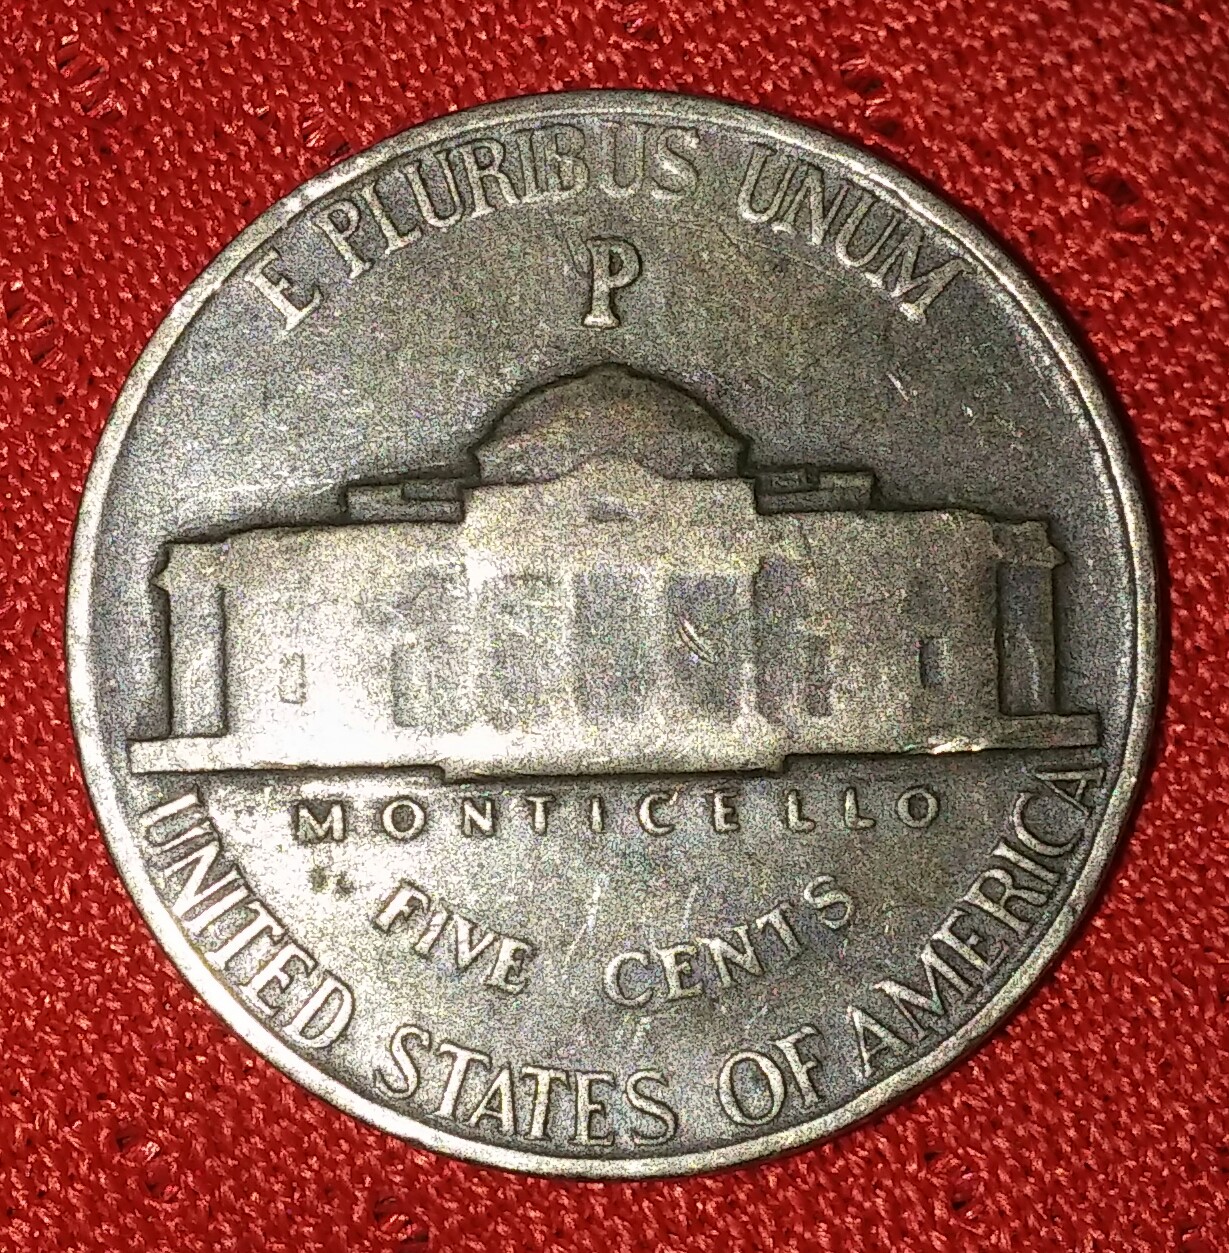 E PLURIBUS UNUM
P
MONTICELLO
FIVE CENTS
UNITED STATES OF AMERICA